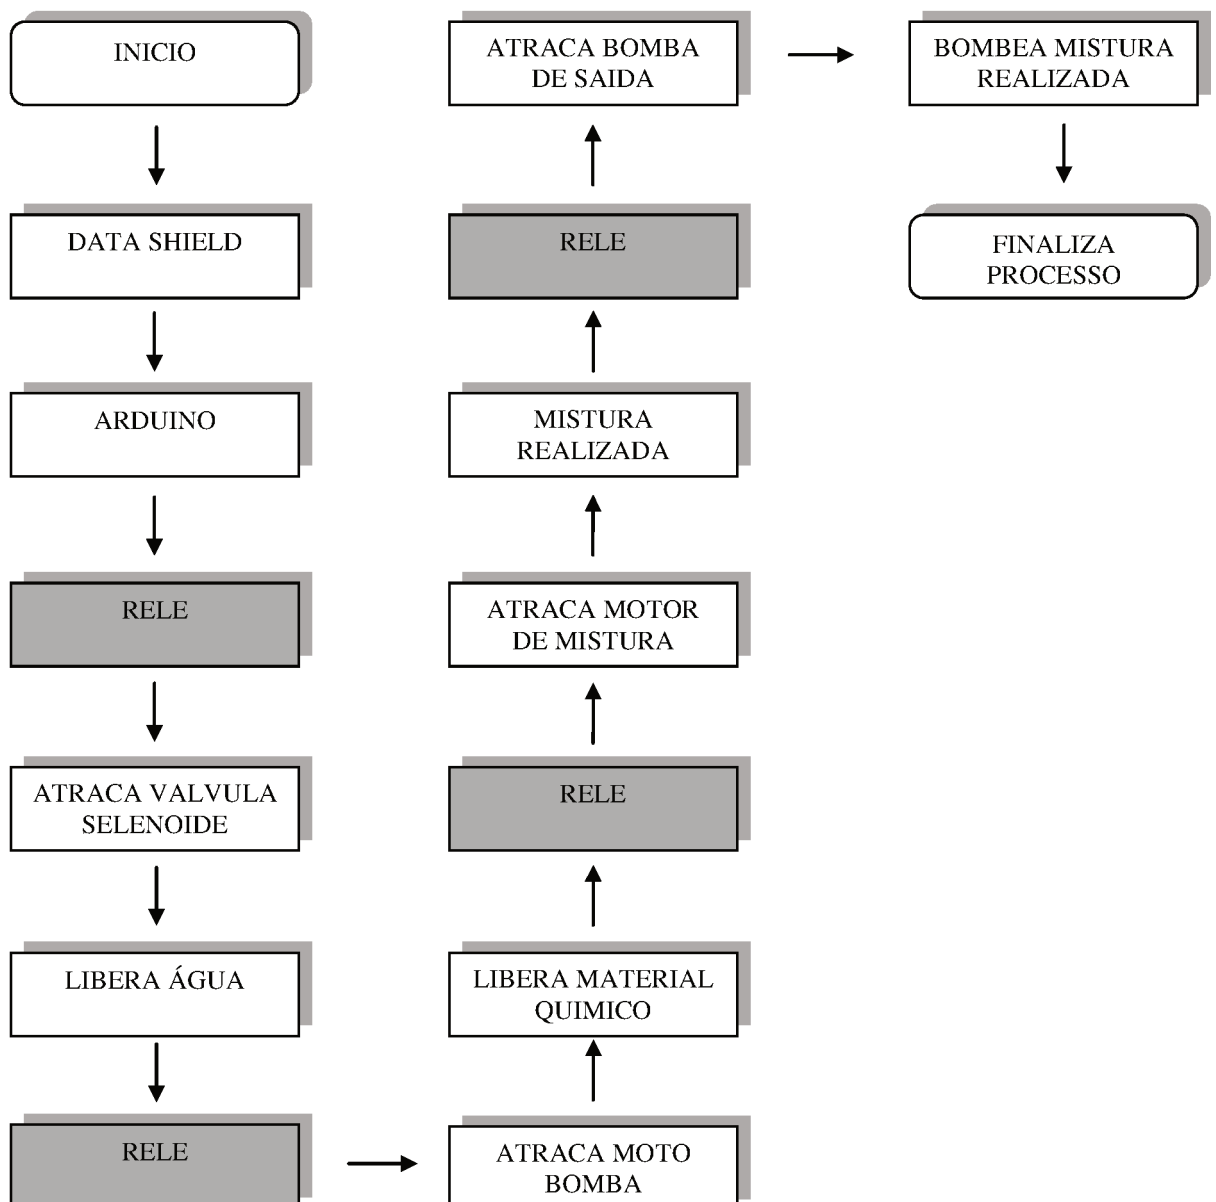 INICIO
DATA SHIELD
ARDUINO
RELE
ATRACA VALVULA
SELENOIDE
LIBERA ÁGUA
RELE
ATRACA MOTO
BOMBA
LIBERA MATERIAL
QUIMICO
RELE
ATRACA MOTOR
DE MISTURA
MISTURA
REALIZADA
RELE
ATRACA BOMBA
DE SAIDA
BOMBEA MISTURA
REALIZADA
FINALIZA
PROCESSO